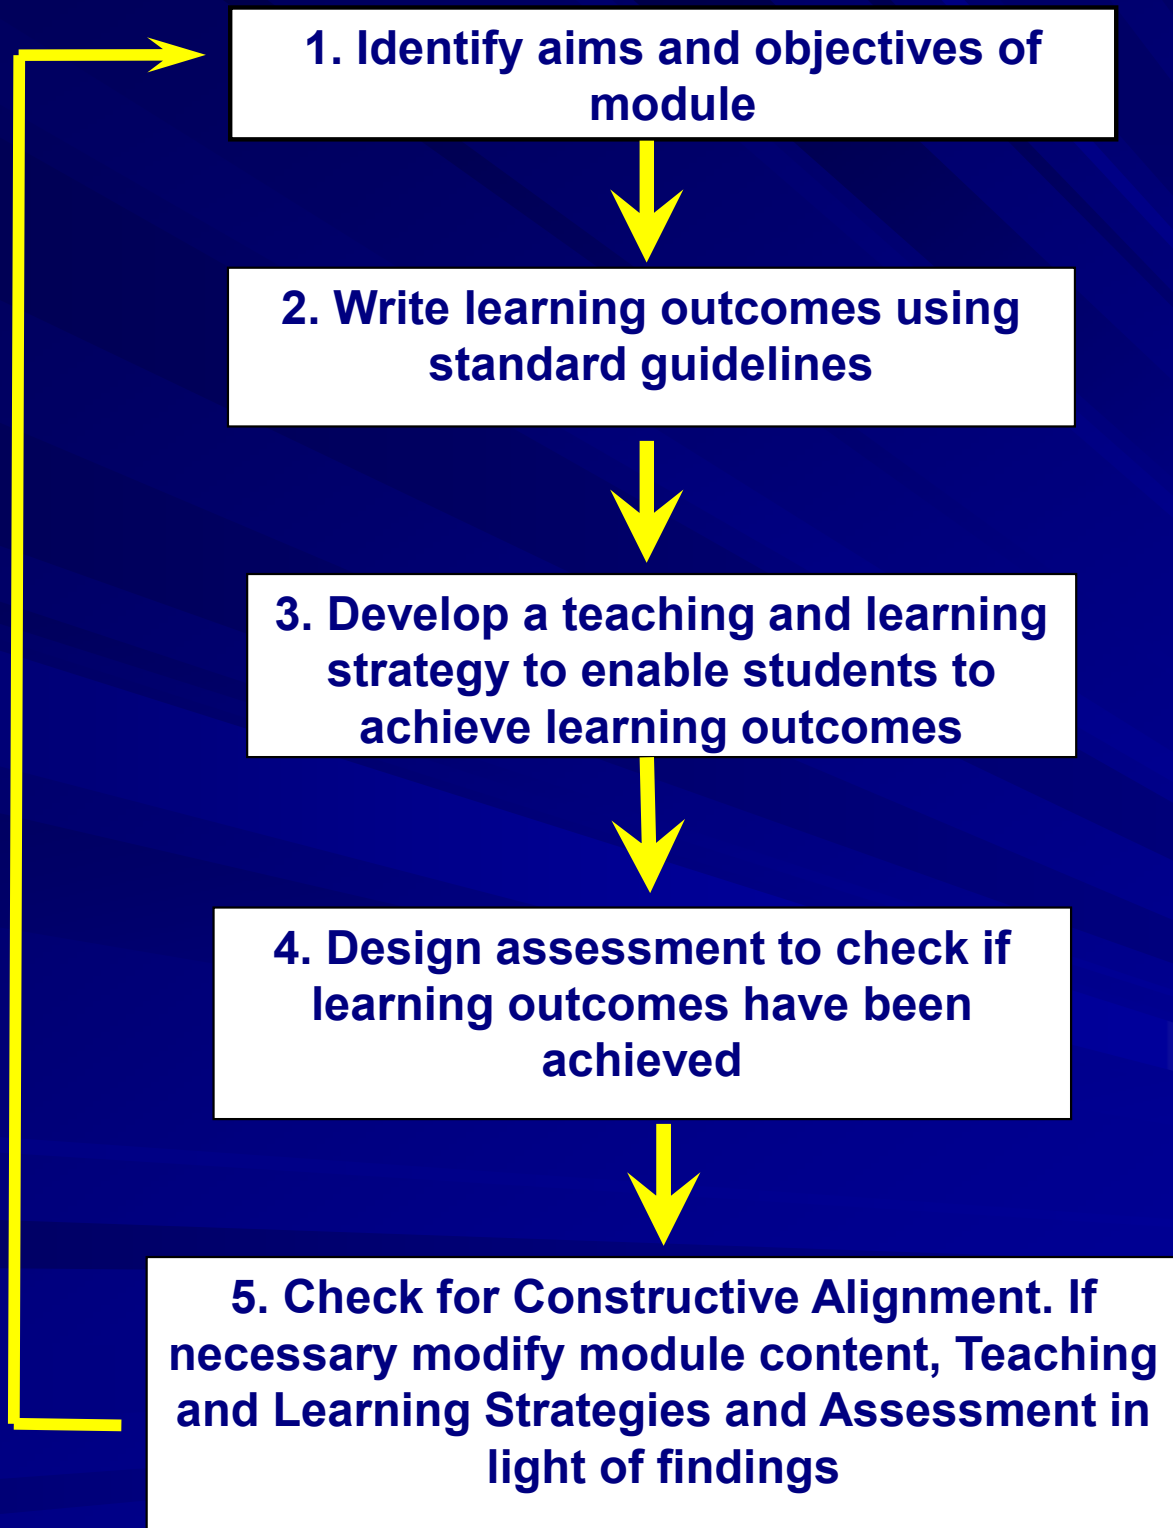 1. Identify aims and objectives of
module
2. Write learning outcomes using
standard guidelines
3. Develop a teaching and learning
strategy to enable students to
achieve learning outcomes
4. Design assessment to check if
learning outcomes have been
achieved
5. Check for Constructive Alignment. If
necessary modify module content, Teaching
and Learning Strategies and Assessment in
light of findings